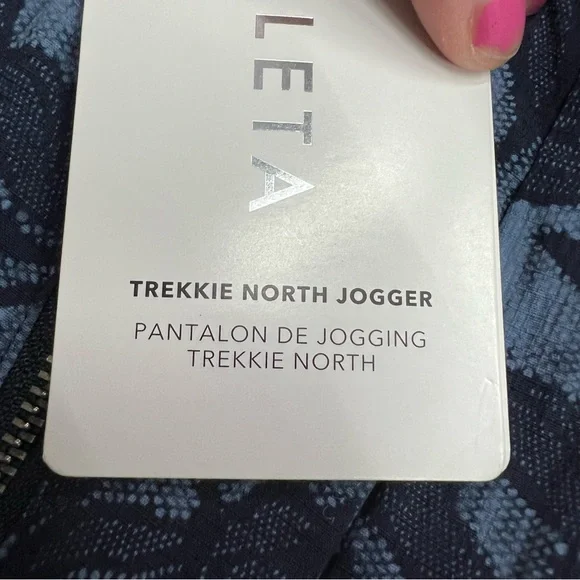 LETA
TREKKIE NORTH JOGGER
PANTALON DE JOGGING
TREKKIE NORTH